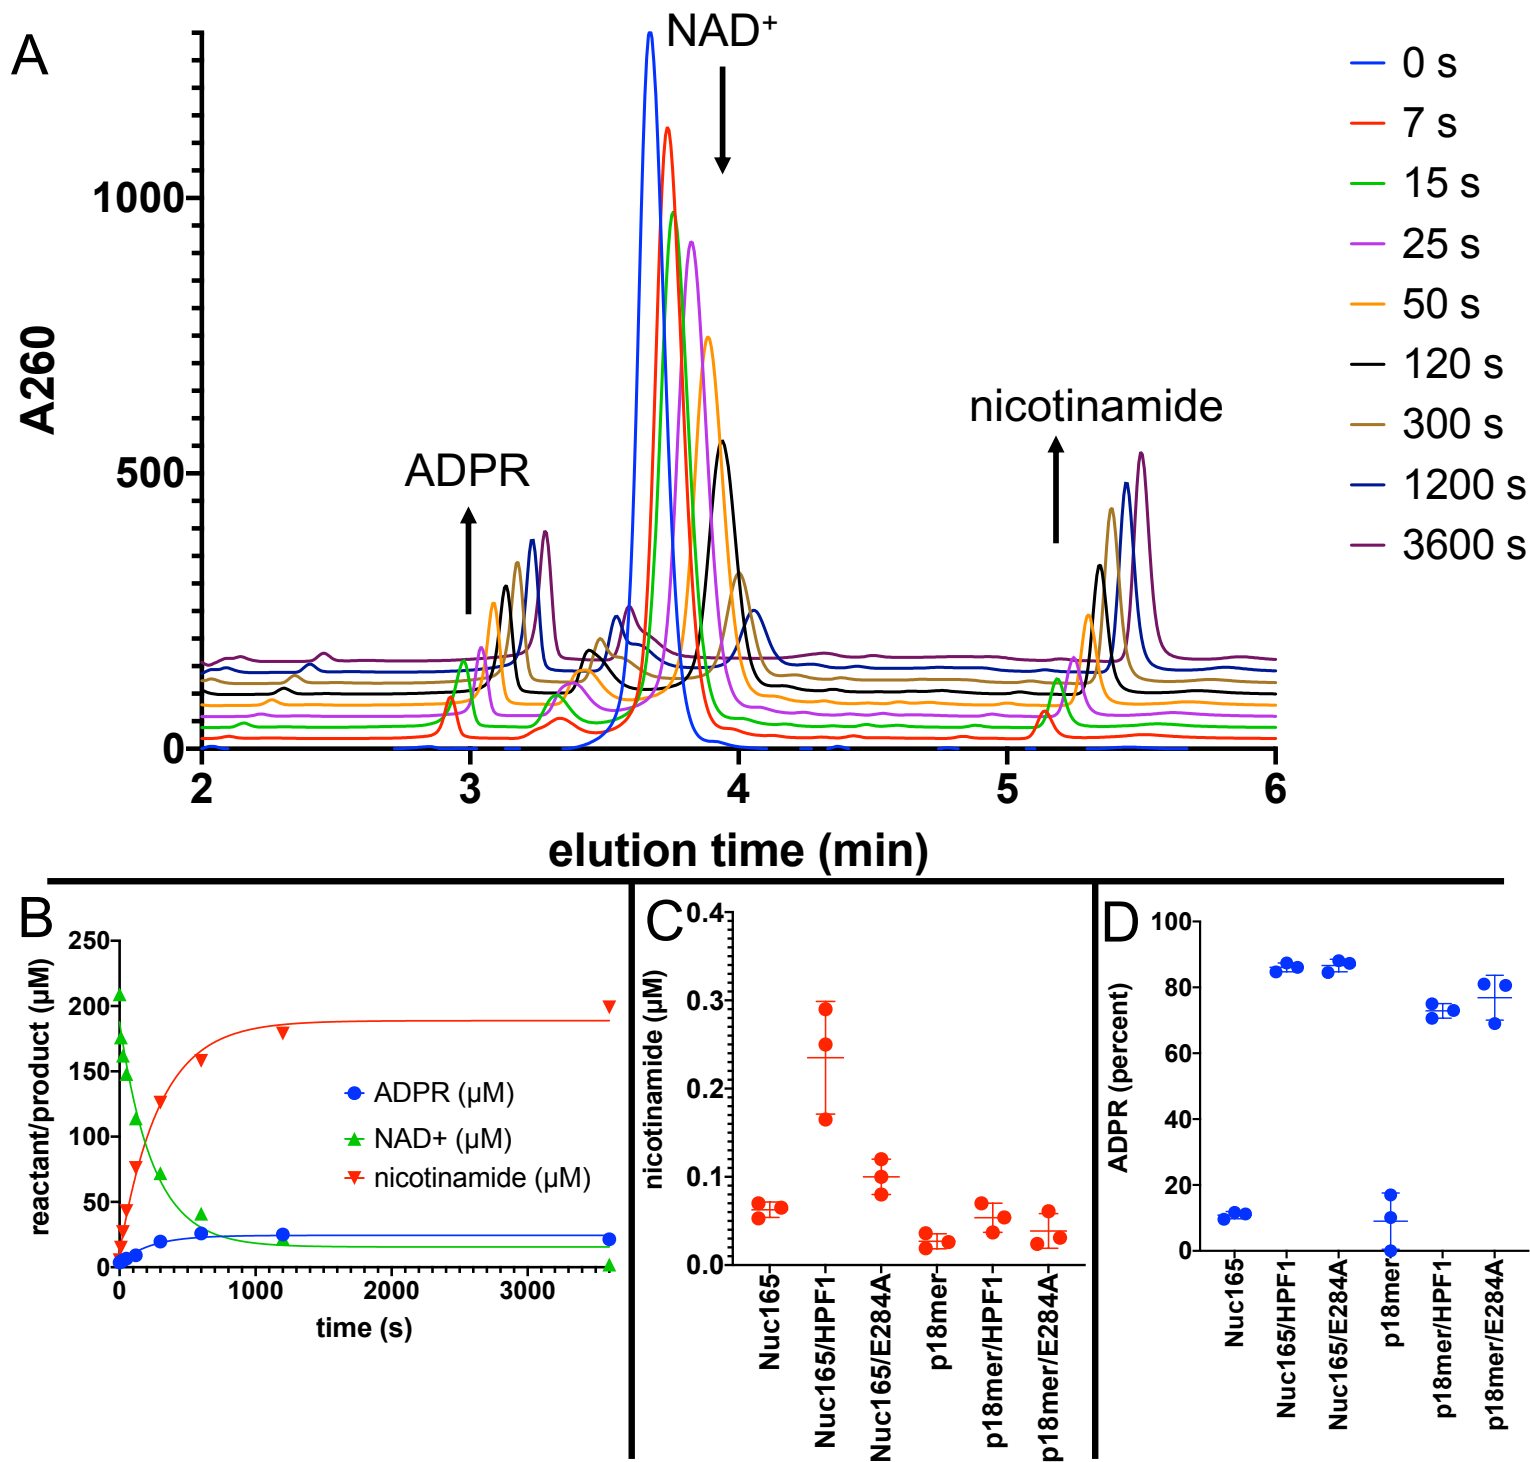 A
NAD+
0 s
7 s
15 s
25 s
50 s
120 s
300 s
1200 s
3600 s
1000
500
0
A260
ADPR
nicotinamide
2 3 4 5 6
elution time (min)
B
250
200
150
100
50
0
reactant/product (µM)
ADPR (µM)
NAD+ (µM)
nicotinamide (µM)
0 1000 2000 3000
time (s)
C
0.4
0.3
0.2
0.1
0.0
nicotinamide (µM)
Nuc165
Nuc165/HPF1
Nuc165/E284A
p18mer
p18mer/HPF1
p18mer/E284A
D
100
80
60
40
20
0
ADPR (percent)
Nuc165
Nuc165/HPF1
Nuc165/E284A
p18mer
p18mer/HPF1
p18mer/E284A